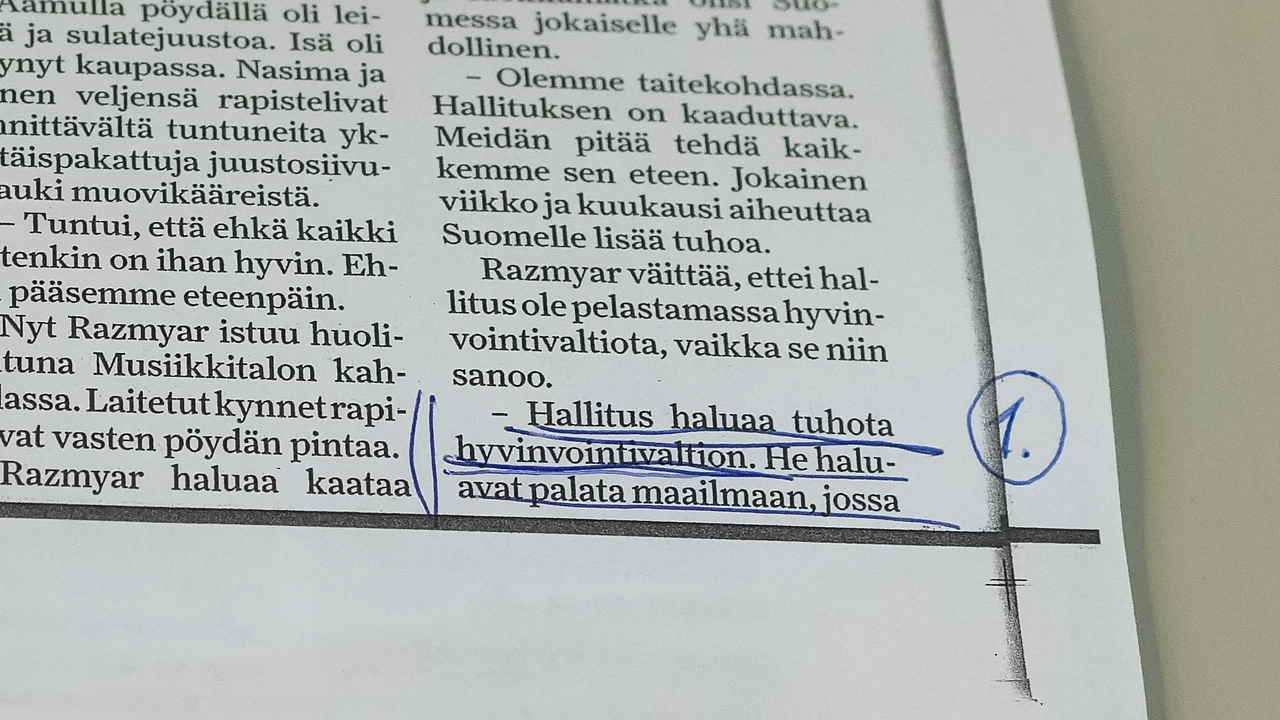 Aamulla pöydällä oli lei-
ä ja sulatejuustoa. Isä oli
ynyt kaupassa. Nasima ja
nen veljensä rapistelivat
nnittävältä tuntuneita yk-
täispakattuja juustosiivu-
auki muovikääreistä.
– Tuntui, että ehkä kaikki
tenkin on ihan hyvin. Eh-
pääsemme eteenpäin.
Nyt Razmyar istuu huoli-
tuna Musiikkitalon kah-
lassa. Laitetut kynnet rapi-
vat vasten pöydän pintaa.
Razmyar haluaa kaataa
messa jokaiselle yhä mah-
dollinen.
– Olemme taitekohdassa.
Hallituksen on kaaduttava.
Meidän pitää tehdä kaik-
kemme sen eteen. Jokainen
viikko ja kuukausi aiheuttaa
Suomelle lisää tuhoa.
Razmyar väittää, ettei hal-
litus ole pelastamassa hyvin-
vointivaltiota, vaikka se niin
sanoo.
– Hallitus haluaa tuhota
hyvinvointivaltion. He halu-
avat palata maailmaan, jossa
1.